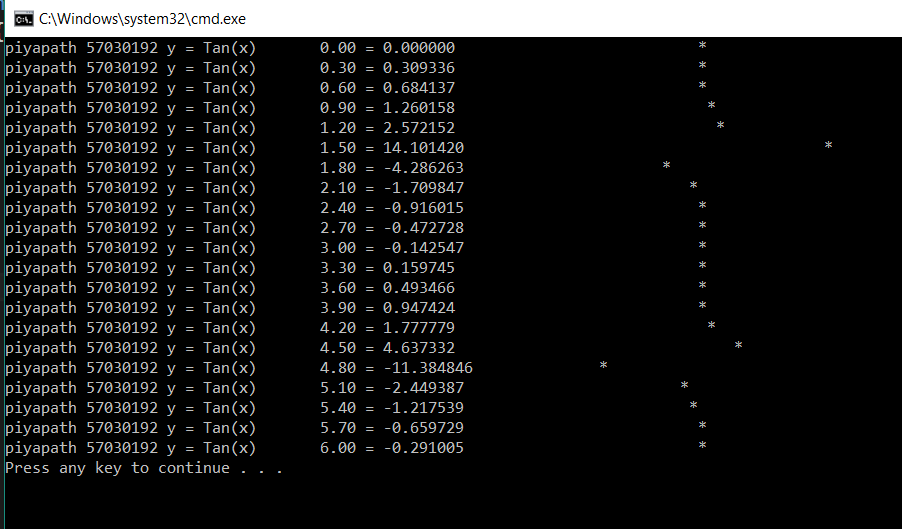 C:\Windows\system32\cmd.exe
piyapath 57030192 y = Tan(x)       0.00 = 0.000000                           *
piyapath 57030192 y = Tan(x)       0.30 = 0.309336                           *
piyapath 57030192 y = Tan(x)       0.60 = 0.684137                           *
piyapath 57030192 y = Tan(x)       0.90 = 1.260158                            *
piyapath 57030192 y = Tan(x)       1.20 = 2.572152                             *
piyapath 57030192 y = Tan(x)       1.50 = 14.101420                                        *
piyapath 57030192 y = Tan(x)       1.80 = -4.286263                      *
piyapath 57030192 y = Tan(x)       2.10 = -1.709847                         *
piyapath 57030192 y = Tan(x)       2.40 = -0.916015                          *
piyapath 57030192 y = Tan(x)       2.70 = -0.472728                          *
piyapath 57030192 y = Tan(x)       3.00 = -0.142547                          *
piyapath 57030192 y = Tan(x)       3.30 = 0.159745                           *
piyapath 57030192 y = Tan(x)       3.60 = 0.493466                           *
piyapath 57030192 y = Tan(x)       3.90 = 0.947424                           *
piyapath 57030192 y = Tan(x)       4.20 = 1.777779                            *
piyapath 57030192 y = Tan(x)       4.50 = 4.637332                               *
piyapath 57030192 y = Tan(x)       4.80 = -11.384846              *
piyapath 57030192 y = Tan(x)       5.10 = -2.449387                        *
piyapath 57030192 y = Tan(x)       5.40 = -1.217539                         *
piyapath 57030192 y = Tan(x)       5.70 = -0.659729                          *
piyapath 57030192 y = Tan(x)       6.00 = -0.291005                          *
Press any key to continue . . .